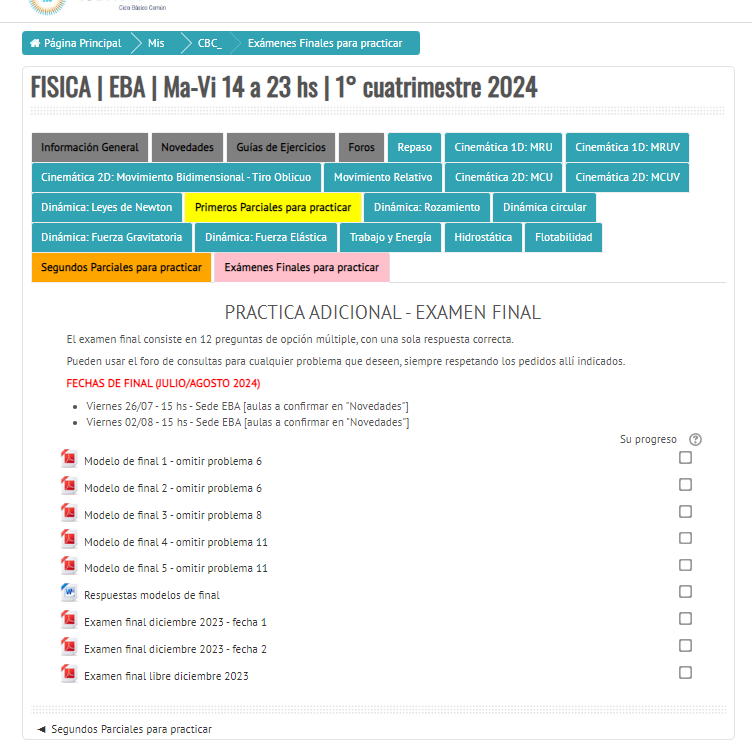 Ciclo Básico Común
Página Principal Mis CBC_ Exámenes Finales para practicar
FISICA | EBA | Ma-Vi 14 a 23 hs | 1° cuatrimestre 2024
Información General Novedades Guías de Ejercicios Foros Repaso Cinemática 1D: MRU Cinemática 1D: MRUV
Cinemática 2D: Movimiento Bidimensional - Tiro Oblicuo Movimiento Relativo Cinemática 2D: MCU Cinemática 2D: MCUV
Dinámica: Leyes de Newton Primeros Parciales para practicar Dinámica: Rozamiento Dinámica circular
Dinámica: Fuerza Gravitatoria Dinámica: Fuerza Elástica Trabajo y Energía Hidrostática Flotabilidad
Segundos Parciales para practicar Exámenes Finales para practicar
PRACTICA ADICIONAL - EXAMEN FINAL
El examen final consiste en 12 preguntas de opción múltiple, con una sola respuesta correcta.
Pueden usar el foro de consultas para cualquier problema que deseen, siempre respetando los pedidos allí indicados.
FECHAS DE FINAL (JULIO/AGOSTO 2024)
Viernes 26/07 - 15 hs - Sede EBA [aulas a confirmar en "Novedades"]
Viernes 02/08 - 15 hs - Sede EBA [aulas a confirmar en "Novedades"]
Su progreso
Modelo de final 1 - omitir problema 6
Modelo de final 2 - omitir problema 6
Modelo de final 3 - omitir problema 8
Modelo de final 4 - omitir problema 11
Modelo de final 5 - omitir problema 11
Respuestas modelos de final
Examen final diciembre 2023 - fecha 1
Examen final diciembre 2023 - fecha 2
Examen final libre diciembre 2023
◄ Segundos Parciales para practicar